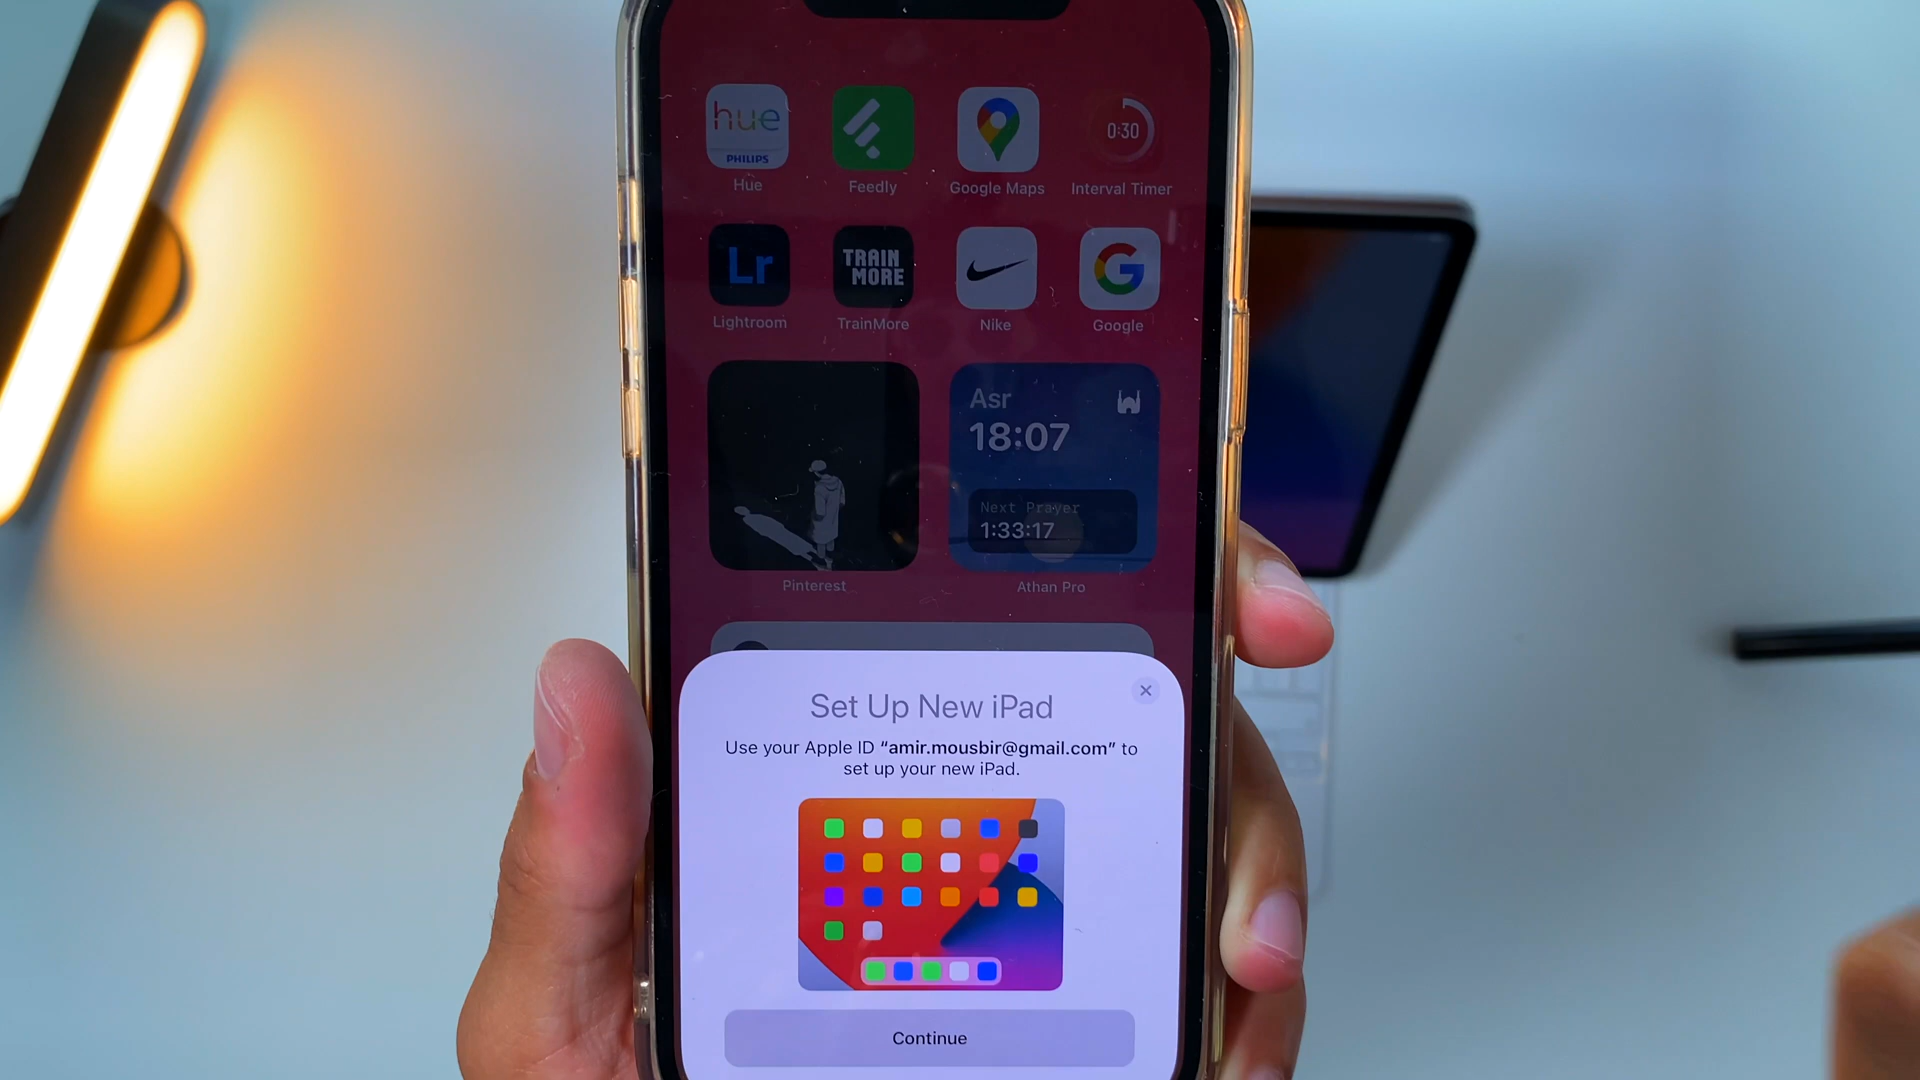 hue
PHILIPS
0:30
Hue
Feedly
Google Maps
Interval Timer
Lr
TRAIN
MORE
G
Lightroom
TrainMore
Nike
Google
Asr
18:07
Next Prayer
1:33:17
Pinterest
Athan Pro
Set Up New iPad
Use your Apple ID “amir.mousbir@gmail.com” to
set up your new iPad.
Continue